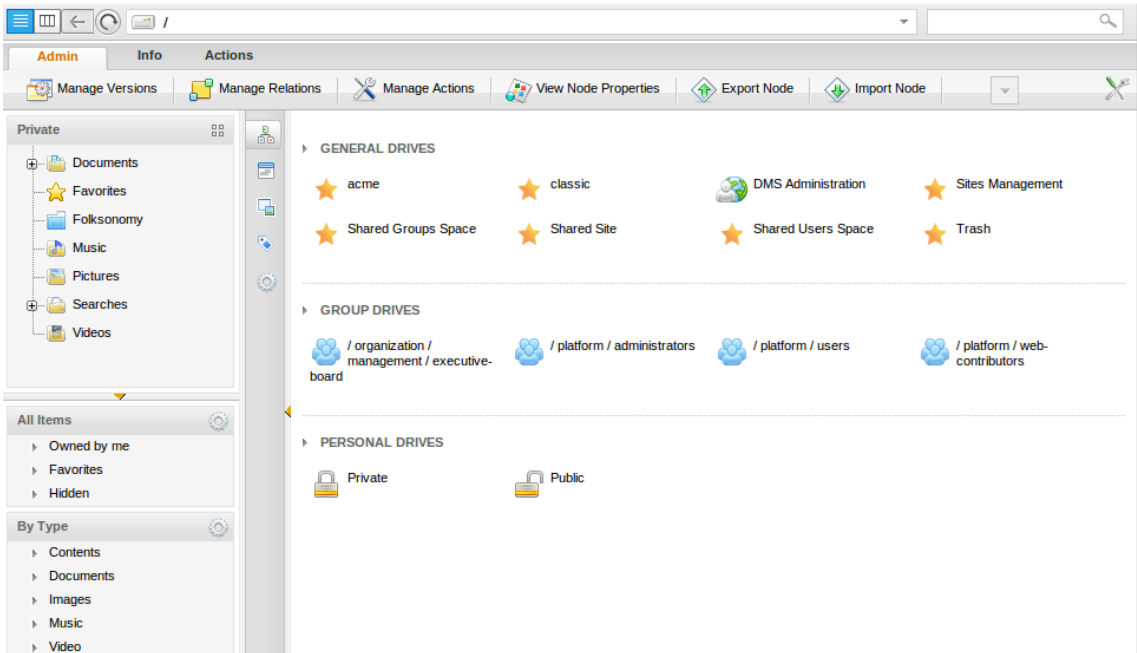 /
Admin Info Actions
Manage Versions Manage Relations Manage Actions View Node Properties Export Node Import Node
Private
Documents
Favorites
Folksonomy
Music
Pictures
Searches
Videos
All Items
Owned by me
Favorites
Hidden
By Type
Contents
Documents
Images
Music
Video
GENERAL DRIVES
acme classic DMS Administration Sites Management
Shared Groups Space Shared Site Shared Users Space Trash
GROUP DRIVES
/ organization / / platform / administrators / platform / users / platform / web-
management / executive- contributors
board
PERSONAL DRIVES
Private Public